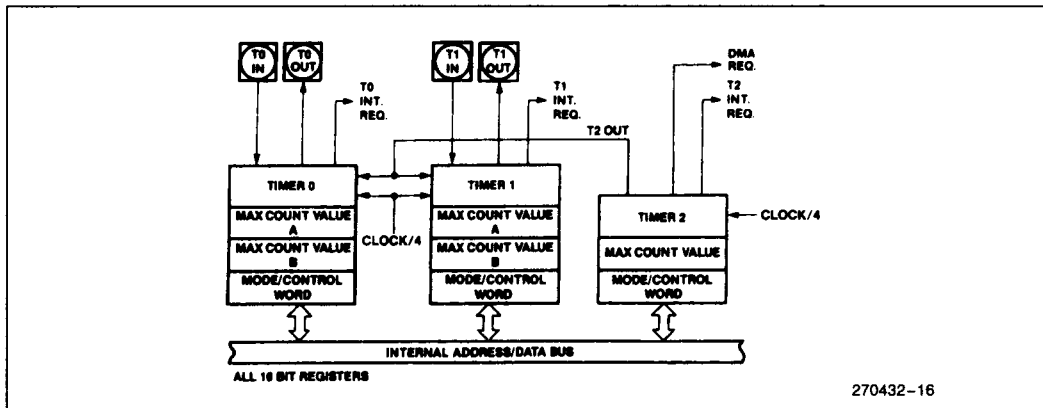 T0
IN
T0
OUT
T0
INT.
REQ.
T1
IN
T1
OUT
T1
INT.
REQ.
DMA
REQ.
T2
INT.
REQ.
T2 OUT
TIMER 0
MAX COUNT VALUE
A
MAX COUNT VALUE
B
MODE/CONTROL
WORD
CLOCK/4
TIMER 1
MAX COUNT VALUE
A
MAX COUNT VALUE
B
MODE/CONTROL
WORD
TIMER 2
MAX COUNT VALUE
MODE/CONTROL
WORD
CLOCK/4
INTERNAL ADDRESS/DATA BUS
ALL 16 BIT REGISTERS
270432-16